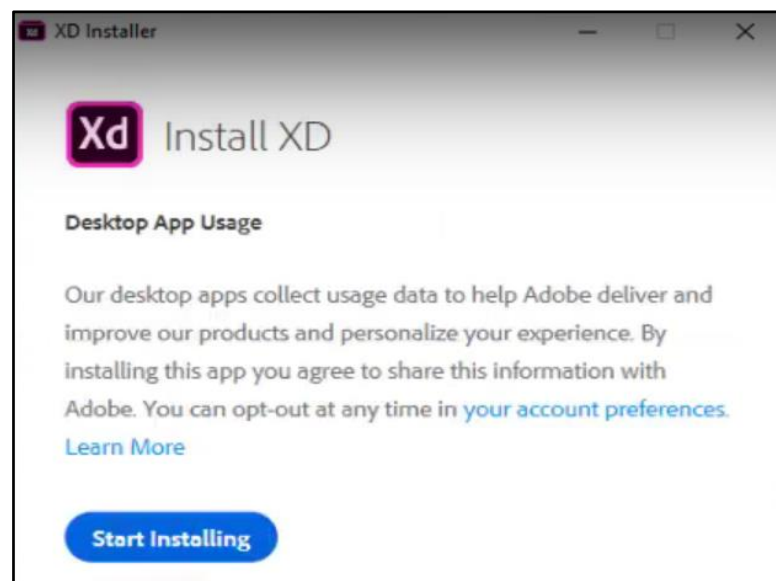 Xd XD Installer
Xd Install XD
Desktop App Usage
Our desktop apps collect usage data to help Adobe deliver and
improve our products and personalize your experience. By
installing this app you agree to share this information with
Adobe. You can opt-out at any time in your account preferences.
Learn More
Start Installing